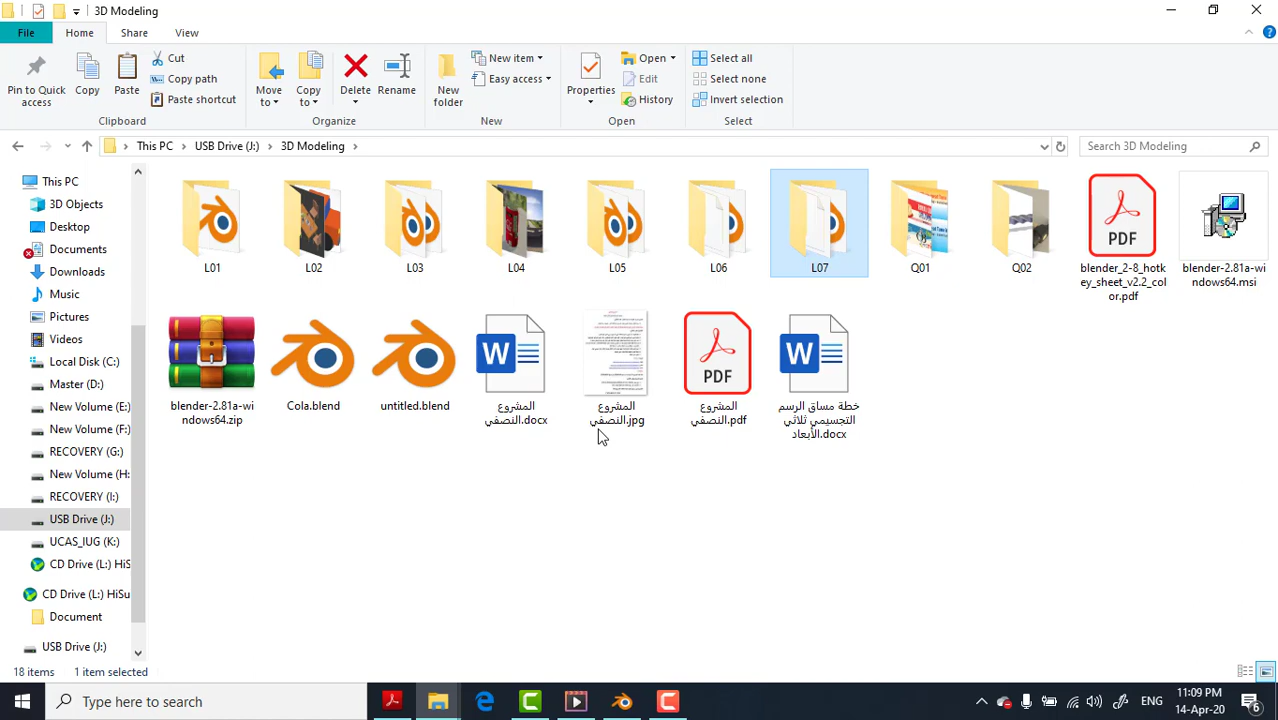 3D Modeling
File
Home
Share
View
Pin to Quick access
Copy
Paste
Cut
Copy path
Paste shortcut
Clipboard
Move to
Copy to
Delete
Rename
Organize
New folder
New item
Easy access
New
Properties
Open
Edit
History
Open
Select all
Select none
Invert selection
Select
This PC
USB Drive (J:)
3D Modeling
Search 3D Modeling
This PC
3D Objects
Desktop
Documents
Downloads
Music
Pictures
Videos
Local Disk (C:)
Master (D:)
New Volume (E:
New Volume (F:
RECOVERY (G:)
New Volume (H:
RECOVERY (I:)
USB Drive (J:)
UCAS_IUG (K:)
CD Drive (L:) HiS
CD Drive (L:) HiSu
Document
USB Drive (J:)
L01
L02
L03
L04
L05
L06
L07
Q01
Q02
blender_2-8_hotkey_sheet_v2.2_color.pdf
blender-2.81a-windows64.msi
blender-2.81a-windows64.zip
Cola.blend
untitled.blend
المشروع
النصفي.docx
المشروع
النصفي.jpg
المشروع
النصفي.pdf
خطة مساق الرسم
التجسيمي ثلاثي
الأبعاد.docx
W
PDF
W
PDF
18 items
1 item selected
Type here to search
ENG
11:09 PM
14-Apr-20
6